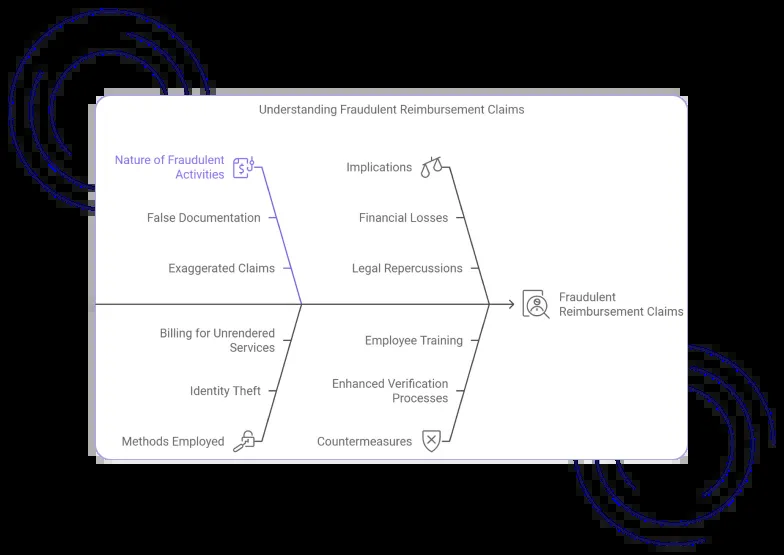 Understanding Fraudulent Reimbursement Claims
Nature of Fraudulent
Activities
Implications
False Documentation
Financial Losses
Exaggerated Claims
Legal Repercussions
Fraudulent
Reimbursement Claims
Billing for Unrendered
Services
Employee Training
Identity Theft
Enhanced Verification
Processes
Methods Employed
Countermeasures